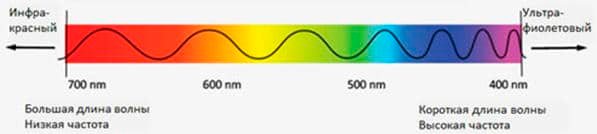 Инфра-
красный
Ультра-
фиолетовый
700 nm
600 nm
500 nm
400 nm
Большая длина волны
Низкая частота
Короткая длина волны
Высокая частота